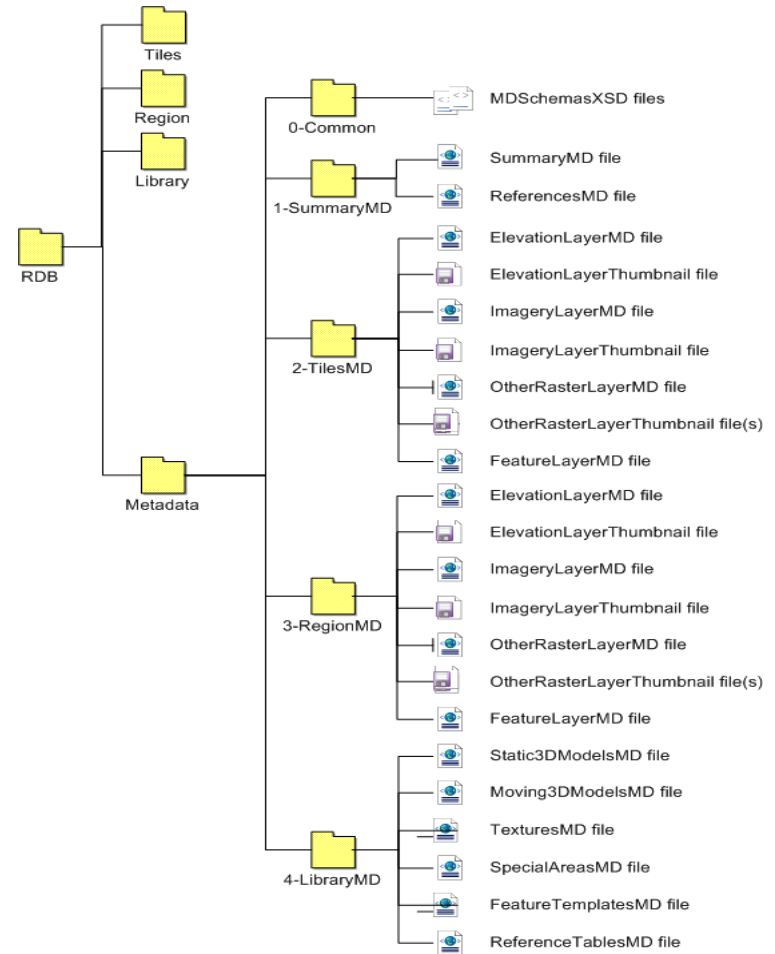 Tiles
Region
Library
RDB
Metadata
0-Common
MDSchemasXSD files
1-SummaryMD
SummaryMD file
ReferencesMD file
2-TilesMD
ElevationLayerMD file
ElevationLayerThumbnail file
ImageryLayerMD file
ImageryLayerThumbnail file
OtherRasterLayerMD file
OtherRasterLayerThumbnail file(s)
FeatureLayerMD file
3-RegionMD
ElevationLayerMD file
ElevationLayerThumbnail file
ImageryLayerMD file
ImageryLayerThumbnail file
OtherRasterLayerMD file
OtherRasterLayerThumbnail file(s)
FeatureLayerMD file
4-LibraryMD
Static3DModelsMD file
Moving3DModelsMD file
TexturesMD file
SpecialAreasMD file
FeatureTemplatesMD file
ReferenceTablesMD file